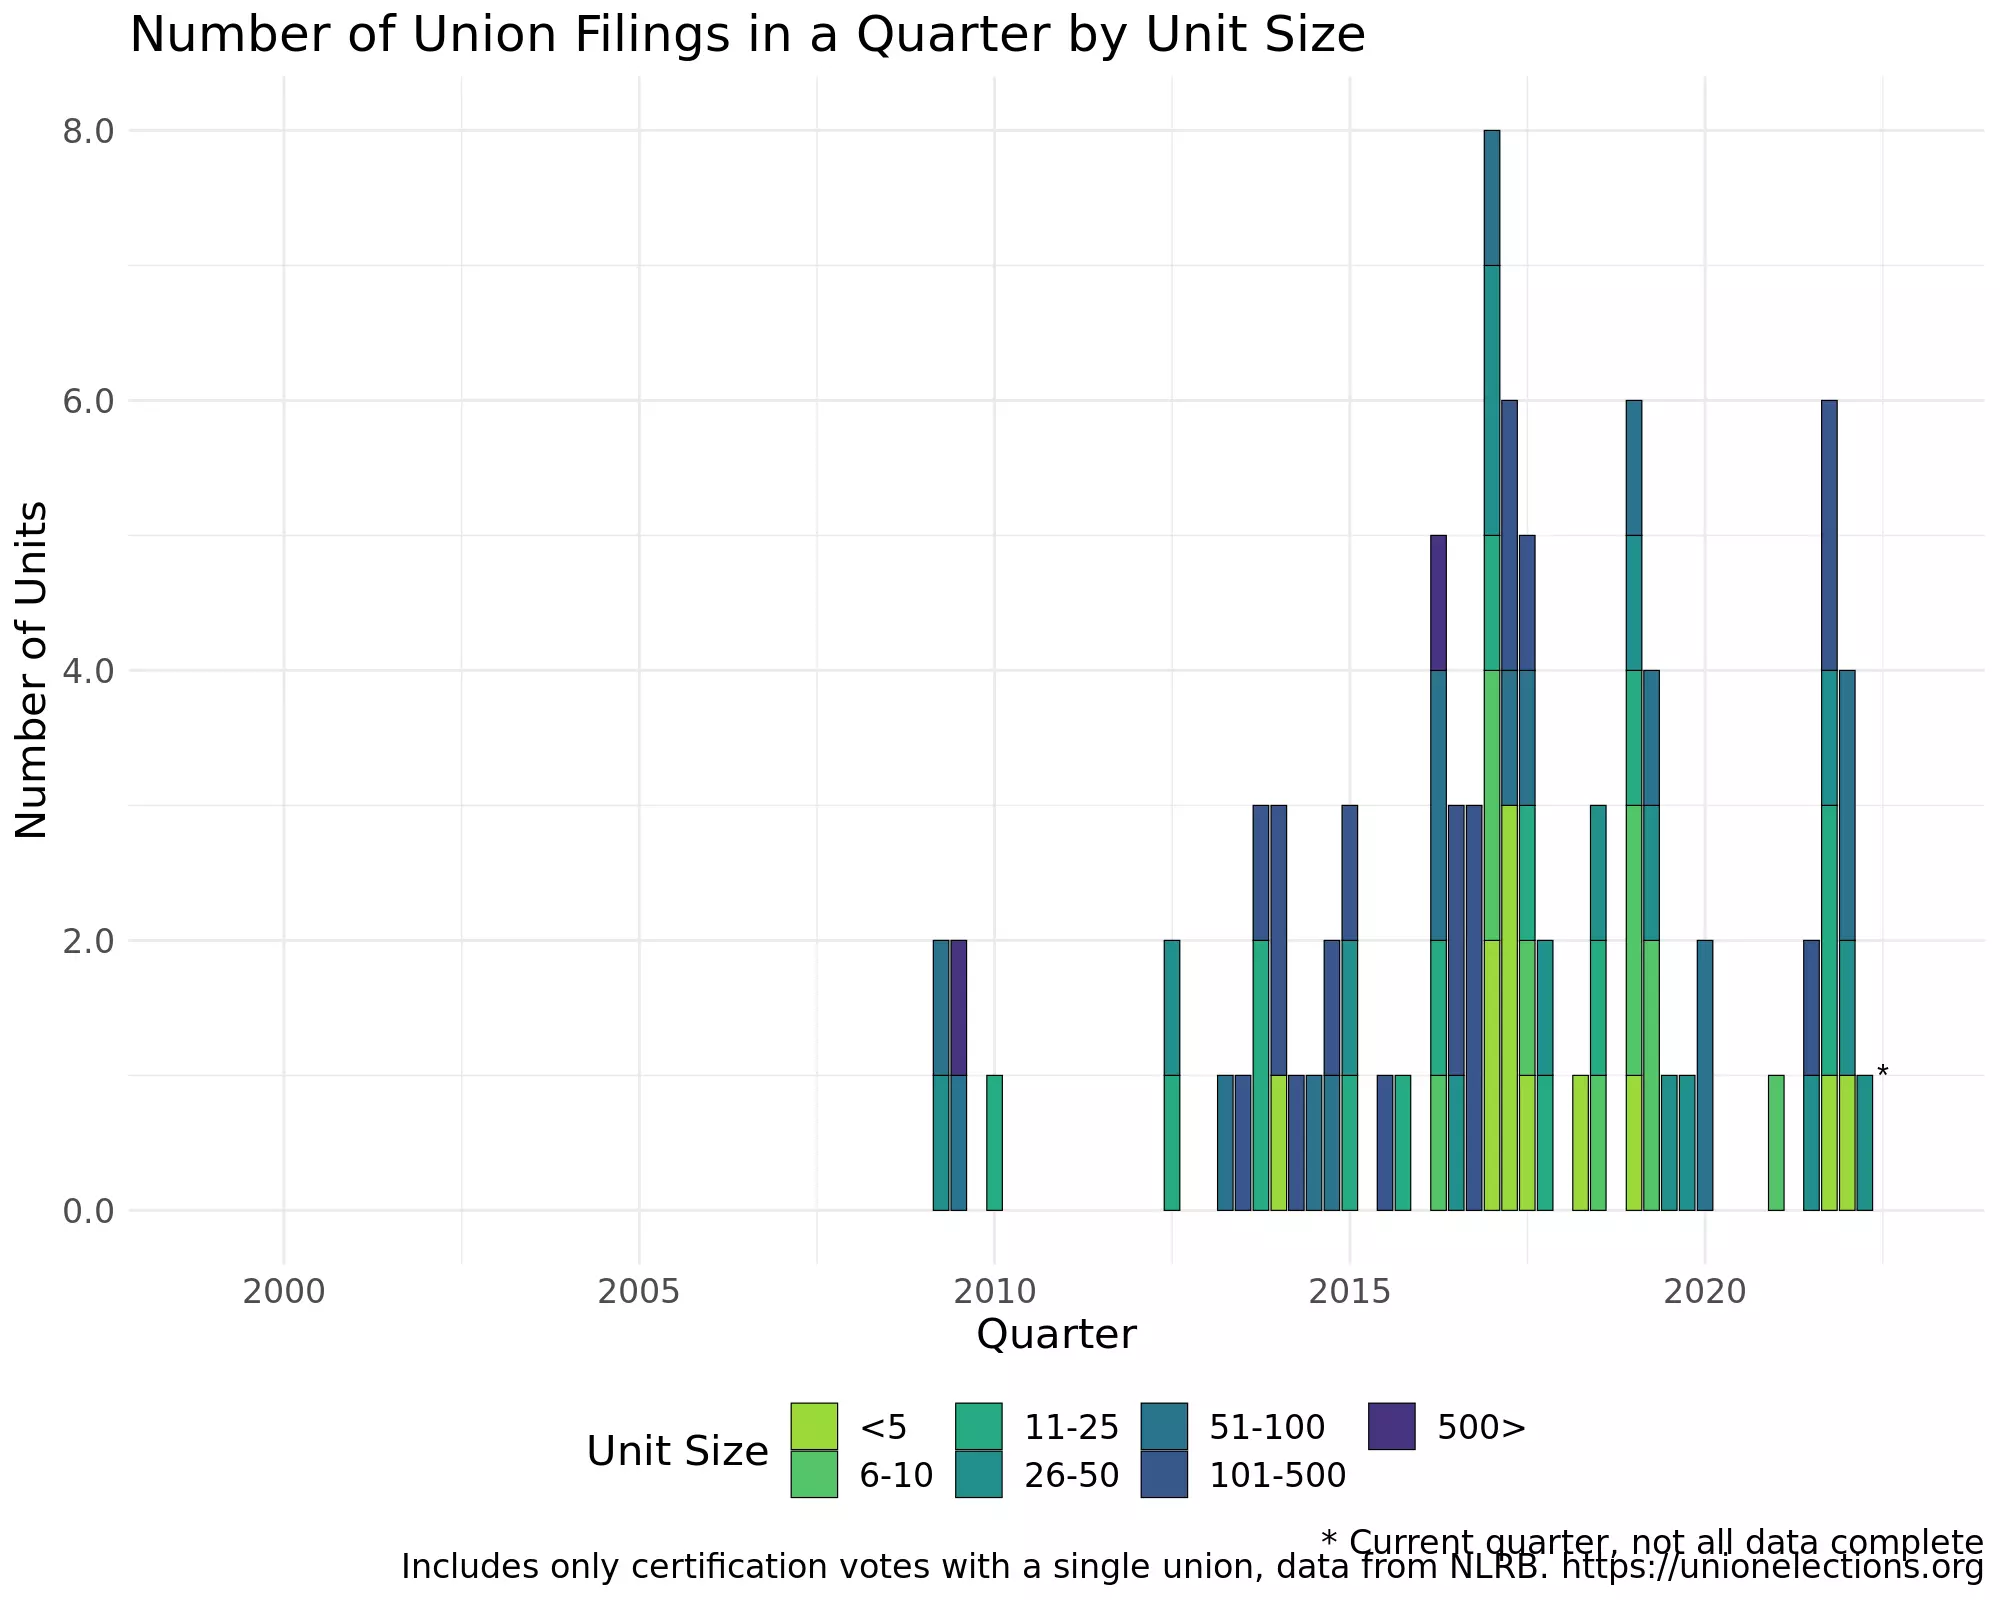 Number of Union Filings in a Quarter by Unit Size
8.0
6.0
4.0
2.0
0.0
Number of Units
*
2000 2005 2010 2015 2020
Quarter
Unit Size
<5 11-25 51-100 500>
6-10 26-50 101-500
* Current quarter, not all data complete
Includes only certification votes with a single union, data from NLRB. https://unionelections.org